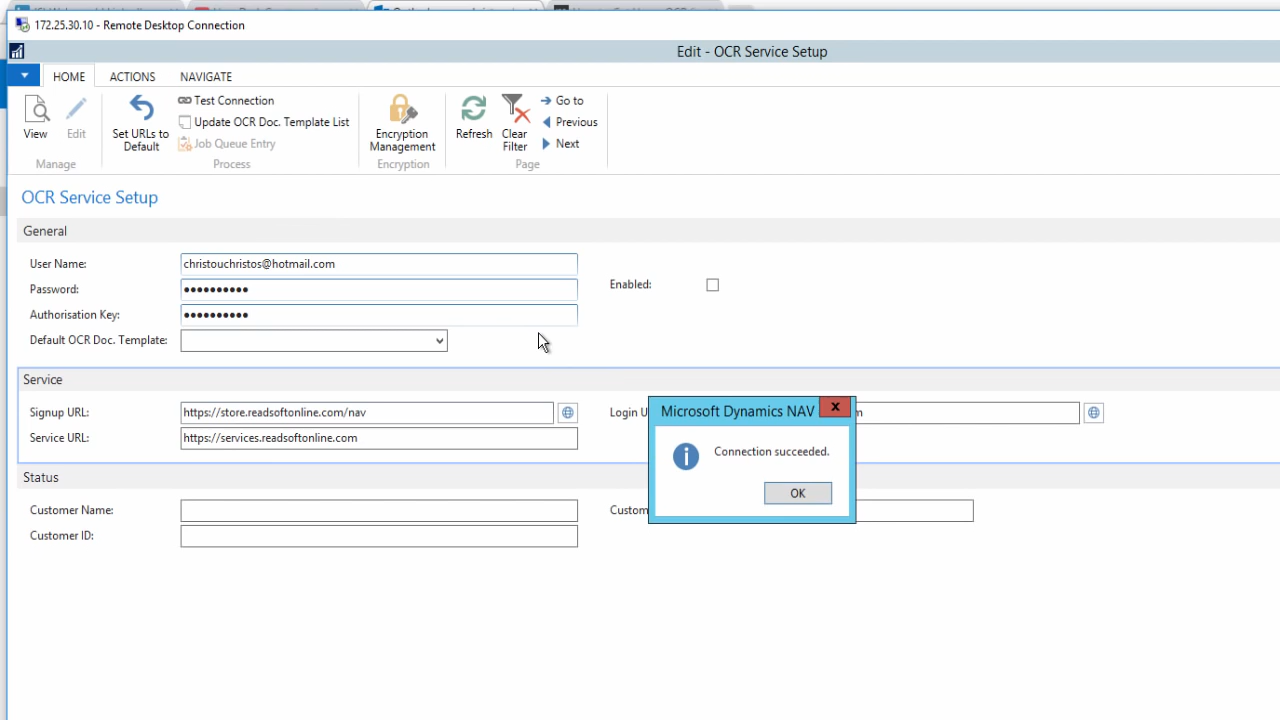 172.25.30.10 - Remote Desktop Connection
Edit - OCR Service Setup
HOME ACTIONS NAVIGATE
View Edit Set URLs to Default Test Connection Update OCR Doc. Template List Job Queue Entry Encryption Management Refresh Clear Filter Go to Previous Next
Manage Process Encryption Page
OCR Service Setup
General
User Name: christouchristos@hotmail.com
Enabled:
Password: ●●●●●●●●●●
Authorisation Key: ●●●●●●●●●●
Default OCR Doc. Template:
Service
Signup URL: https://store.readsoftonline.com/nav
Login U
Service URL: https://services.readsoftonline.com
Status
Customer Name:
Custom
Customer ID:
Microsoft Dynamics NAV x
Connection succeeded.
OK